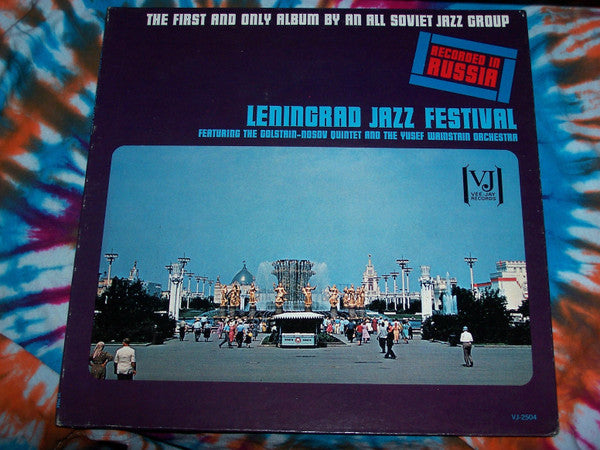 THE FIRST AND ONLY ALBUM BY AN ALL SOVIET JAZZ GROUP
RECORDED IN
RUSSIA
LENINGRAD JAZZ FESTIVAL
FEATURING THE GOLSTAIN-NOSOV QUINTET AND THE YUSEF WAINSTAIN ORCHESTRA
VJ
VEE-JAY
RECORDS
VJ-2504